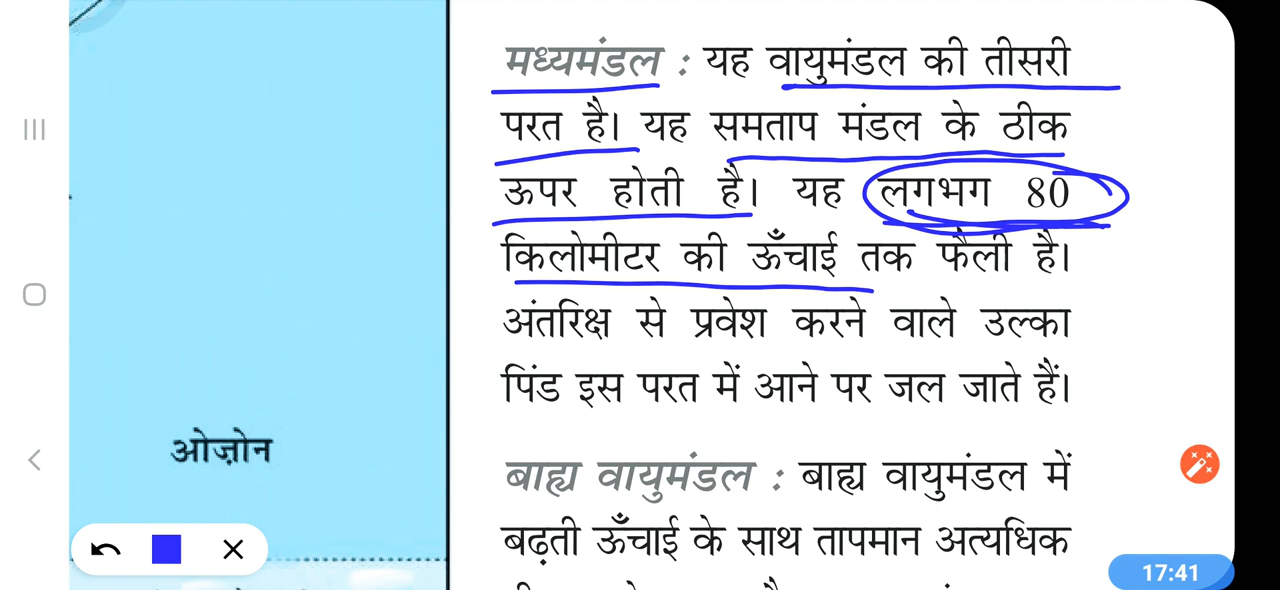 मध्यमंडल : यह वायुमंडल की तीसरी
परत है। यह समताप मंडल के ठीक
ऊपर होती है। यह लगभग 80
किलोमीटर की ऊँचाई तक फैली है।
अंतरिक्ष से प्रवेश करने वाले उल्का
पिंड इस परत में आने पर जल जाते हैं।
ओज़ोन
बाह्य वायुमंडल : बाह्य वायुमंडल में
बढ़ती ऊँचाई के साथ तापमान अत्यधिक
17:41